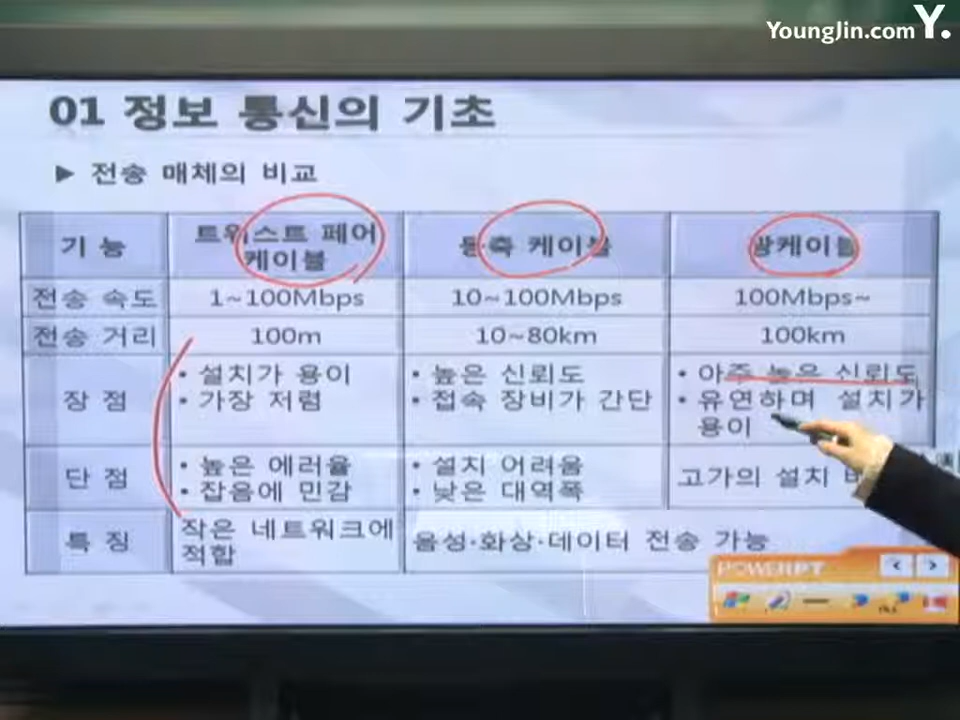 YoungJin.com Y.
01 정보 통신의 기초
▶ 전송 매체의 비교
기 능
트위스트 페어
케이블
동축 케이블
광케이블
전송 속도
1~100Mbps
10~100Mbps
100Mbps~
전송 거리
100m
10~80km
100km
장 점
• 설치가 용이
• 가장 저렴
• 높은 신뢰도
• 접속 장비가 간단
• 아주 높은 신뢰도
• 유연하며 설치가
용이
단 점
• 높은 에러율
• 잡음에 민감
• 설치 어려움
• 낮은 대역폭
고가의 설치
특 징
작은 네트워크에
적합
음성·화상·데이터 전송 가능
POWERPT